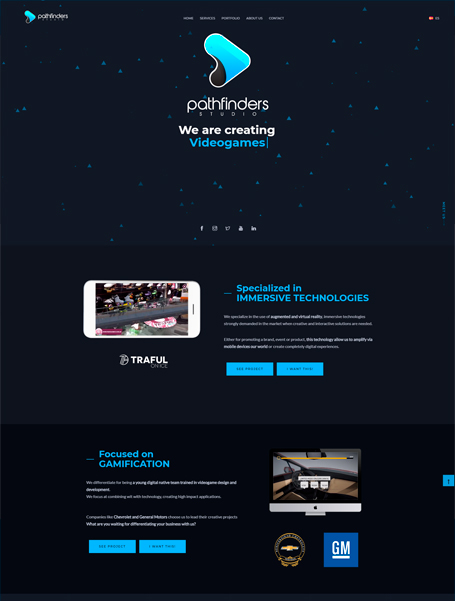 pathfinders
HOME SERVICES PORTFOLIO ABOUT US CONTACT
ES
pathfinders
STUDIO
We are creating
Videogames
Specialized in
IMMERSIVE TECHNOLOGIES
We specialize in the use of augmented and virtual reality, immersive technologies
strongly demanded in the market when creative and interactive solutions are needed.
Either for promoting a brand, event or product, this technology allow us to amplify via
mobile devices our world or create completely digital experiences.
SEE PROJECT
I WANT THIS!
TRAFUL
ON ICE
Focused on
GAMIFICATION
We differentiate for being a young digital native team trained in videogame design and
development.
We focus at combining wit with technology, creating high impact applications.
Companies like Chevrolet and General Motors choose us to lead their creative projects
What are you waiting for differentiating your business with us?
SEE PROJECT
I WANT THIS!
GM